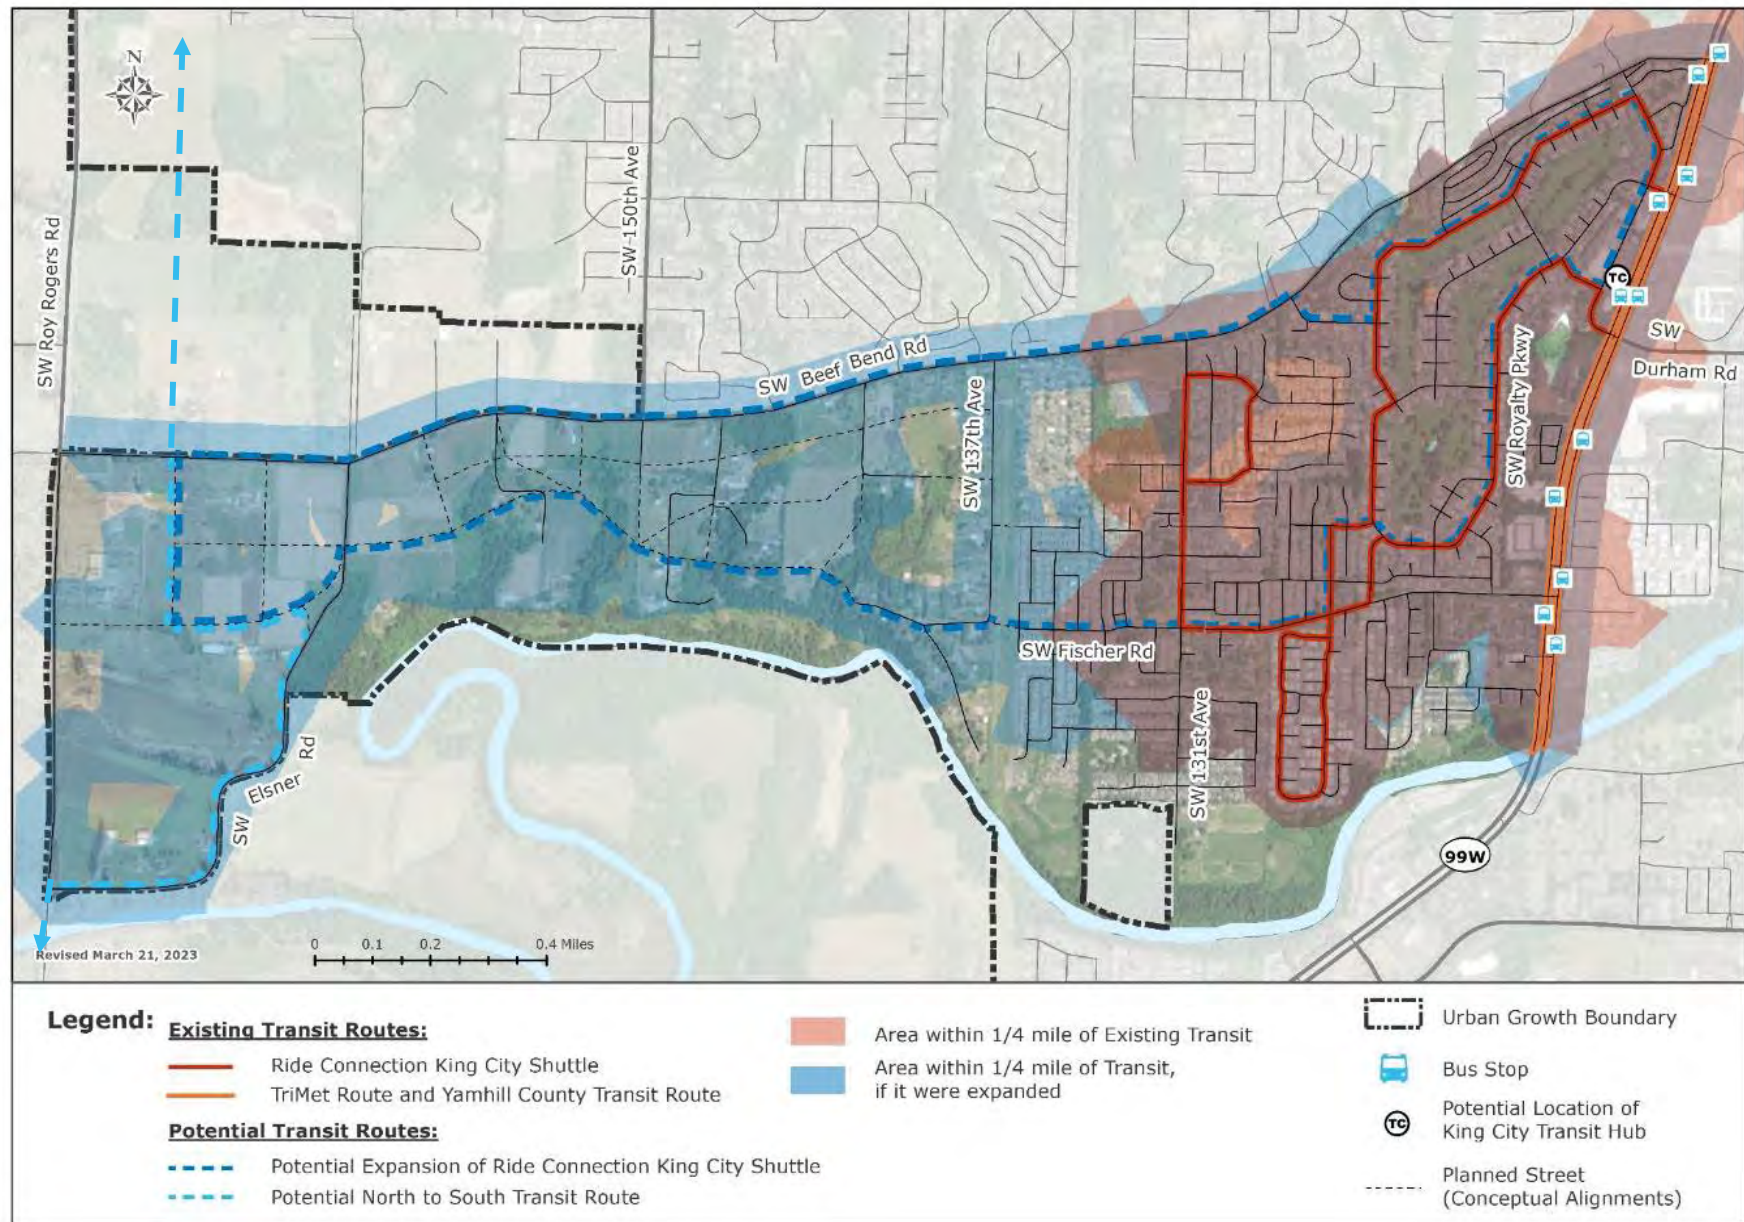 N
SW Roy Rogers Rd
SW 150th Ave
SW Beef Bend Rd
SW 137th Ave
SW Royalty Pkwy
TC
SW
Durham Rd
SW Fischer Rd
SW 131st Ave
SW Elsner Rd
99W
Revised March 21, 2023
0 0.1 0.2 0.4 Miles
Legend:
Existing Transit Routes:
Ride Connection King City Shuttle
TriMet Route and Yamhill County Transit Route
Potential Transit Routes:
Potential Expansion of Ride Connection King City Shuttle
Potential North to South Transit Route
Area within 1/4 mile of Existing Transit
Area within 1/4 mile of Transit,
if it were expanded
Urban Growth Boundary
Bus Stop
TC
Potential Location of
King City Transit Hub
Planned Street
(Conceptual Alignments)